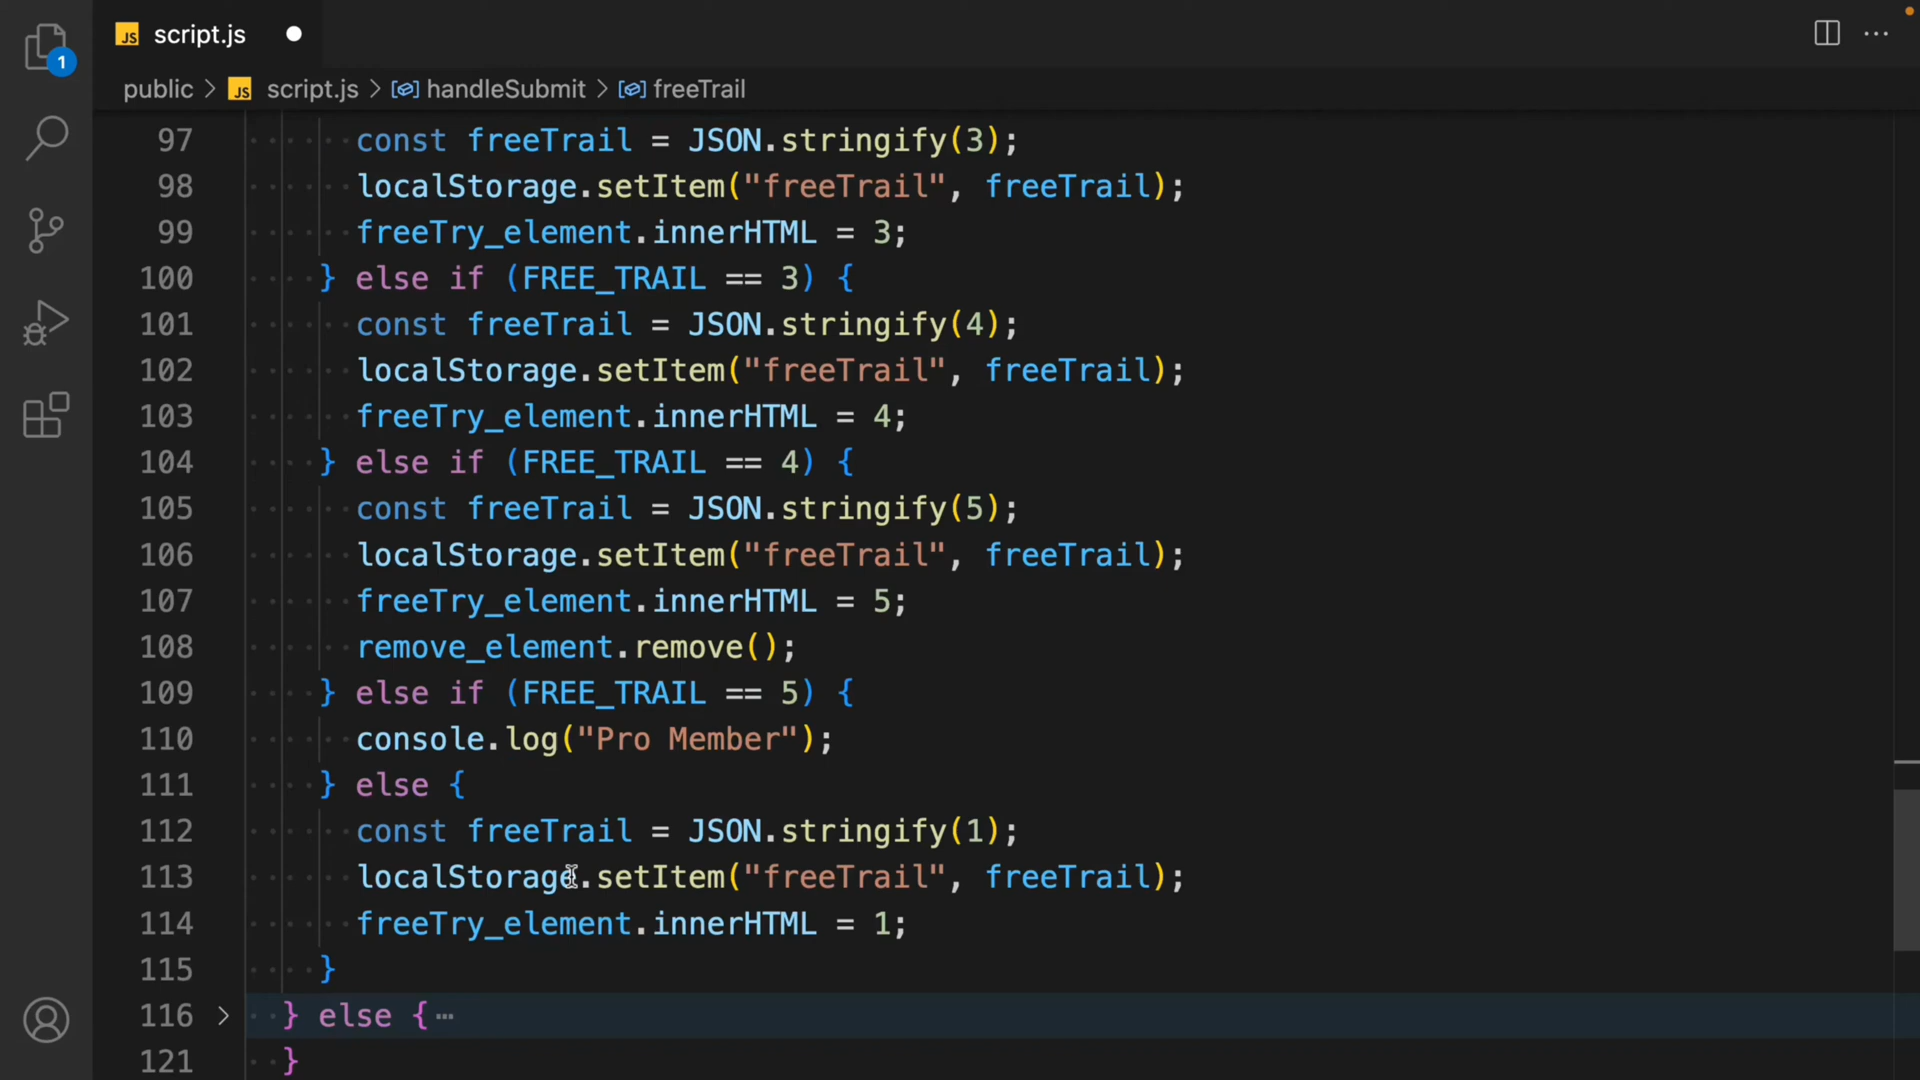 JS script.js
public > JS script.js > handleSubmit > freeTrail
1
97 const freeTrail = JSON.stringify(3);
98 localStorage.setItem("freeTrail", freeTrail);
99 freeTry_element.innerHTML = 3;
100 } else if (FREE_TRAIL == 3) {
101 const freeTrail = JSON.stringify(4);
102 localStorage.setItem("freeTrail", freeTrail);
103 freeTry_element.innerHTML = 4;
104 } else if (FREE_TRAIL == 4) {
105 const freeTrail = JSON.stringify(5);
106 localStorage.setItem("freeTrail", freeTrail);
107 freeTry_element.innerHTML = 5;
108 remove_element.remove();
109 } else if (FREE_TRAIL == 5) {
110 console.log("Pro Member");
111 } else {
112 const freeTrail = JSON.stringify(1);
113 localStorage.setItem("freeTrail", freeTrail);
114 freeTry_element.innerHTML = 1;
115 }
116 } else {…
121 }